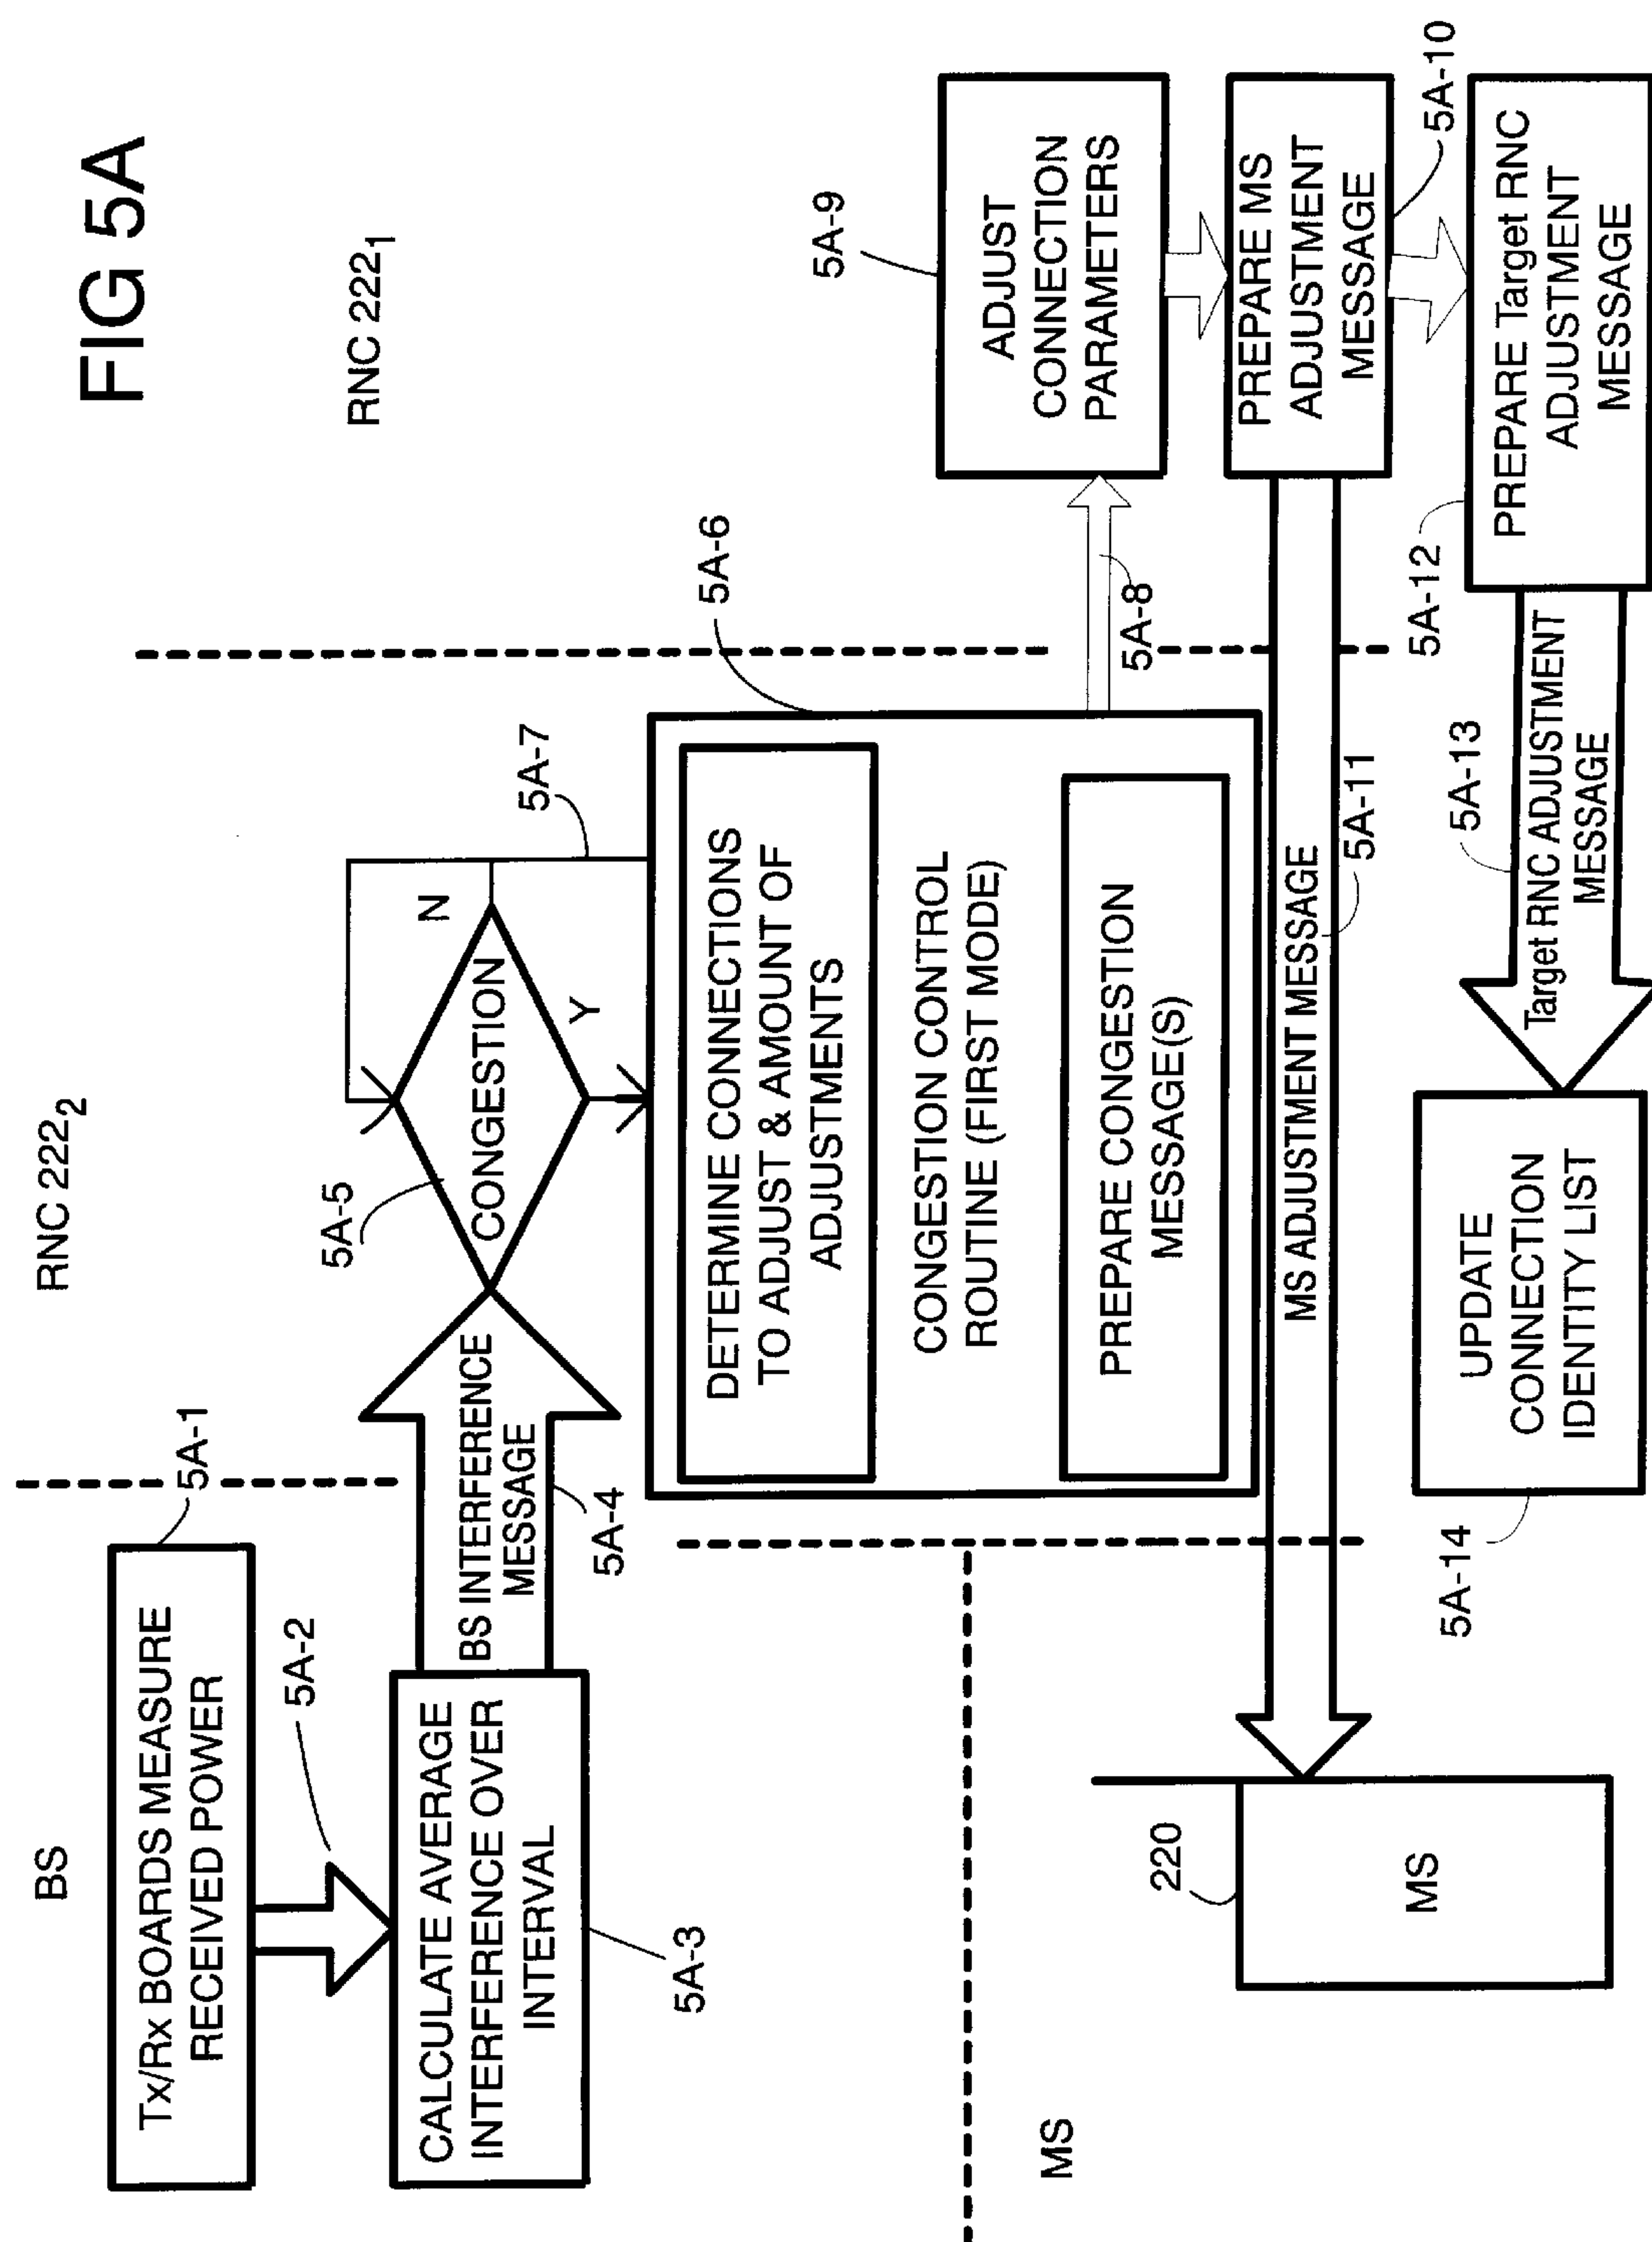 FIG 5A
BS
RNC 222₂
RNC 222₁
Tx/Rx BOARDS MEASURE
RECEIVED POWER
5A-1
5A-2
CALCULATE AVERAGE
INTERFERENCE OVER
INTERVAL
5A-3
BS INTERFERENCE
MESSAGE
5A-4
5A-5
CONGESTION
N
Y
5A-7
5A-6
DETERMINE CONNECTIONS
TO ADJUST & AMOUNT OF
ADJUSTMENTS
CONGESTION CONTROL
ROUTINE (FIRST MODE)
PREPARE CONGESTION
MESSAGE(S)
5A-8
5A-9
ADJUST
CONNECTION
PARAMETERS
PREPARE MS
ADJUSTMENT
MESSAGE
5A-10
MS ADJUSTMENT MESSAGE
5A-11
5A-12
PREPARE Target RNC
ADJUSTMENT
MESSAGE
5A-13
Target RNC ADJUSTMENT
MESSAGE
UPDATE
CONNECTION
IDENTITY LIST
5A-14
MS
220
MS